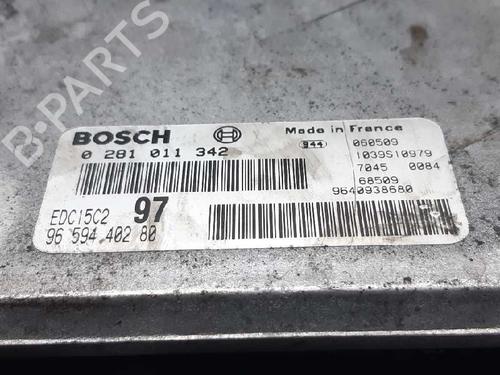 B-PARTS
BOSCH
Made in France
0 281 011 342
944
060509
1039S10979
7045 0084
68509
9640938680
EDC15C2 97
96 594 402 80